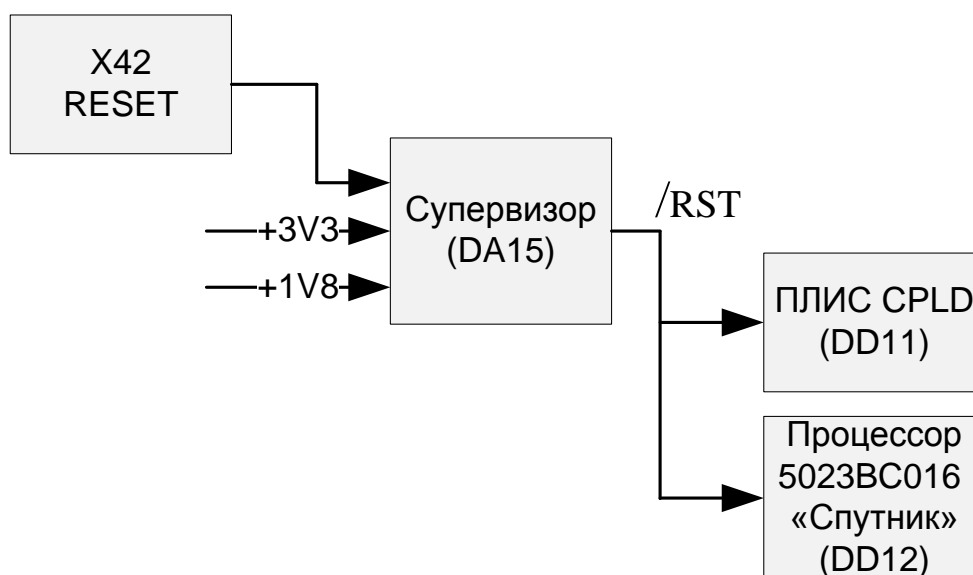 X42
RESET
Супервизор
(DA15)
+3V3
+1V8
/RST
ПЛИС CPLD
(DD11)
Процессор
5023ВС016
«Спутник»
(DD12)